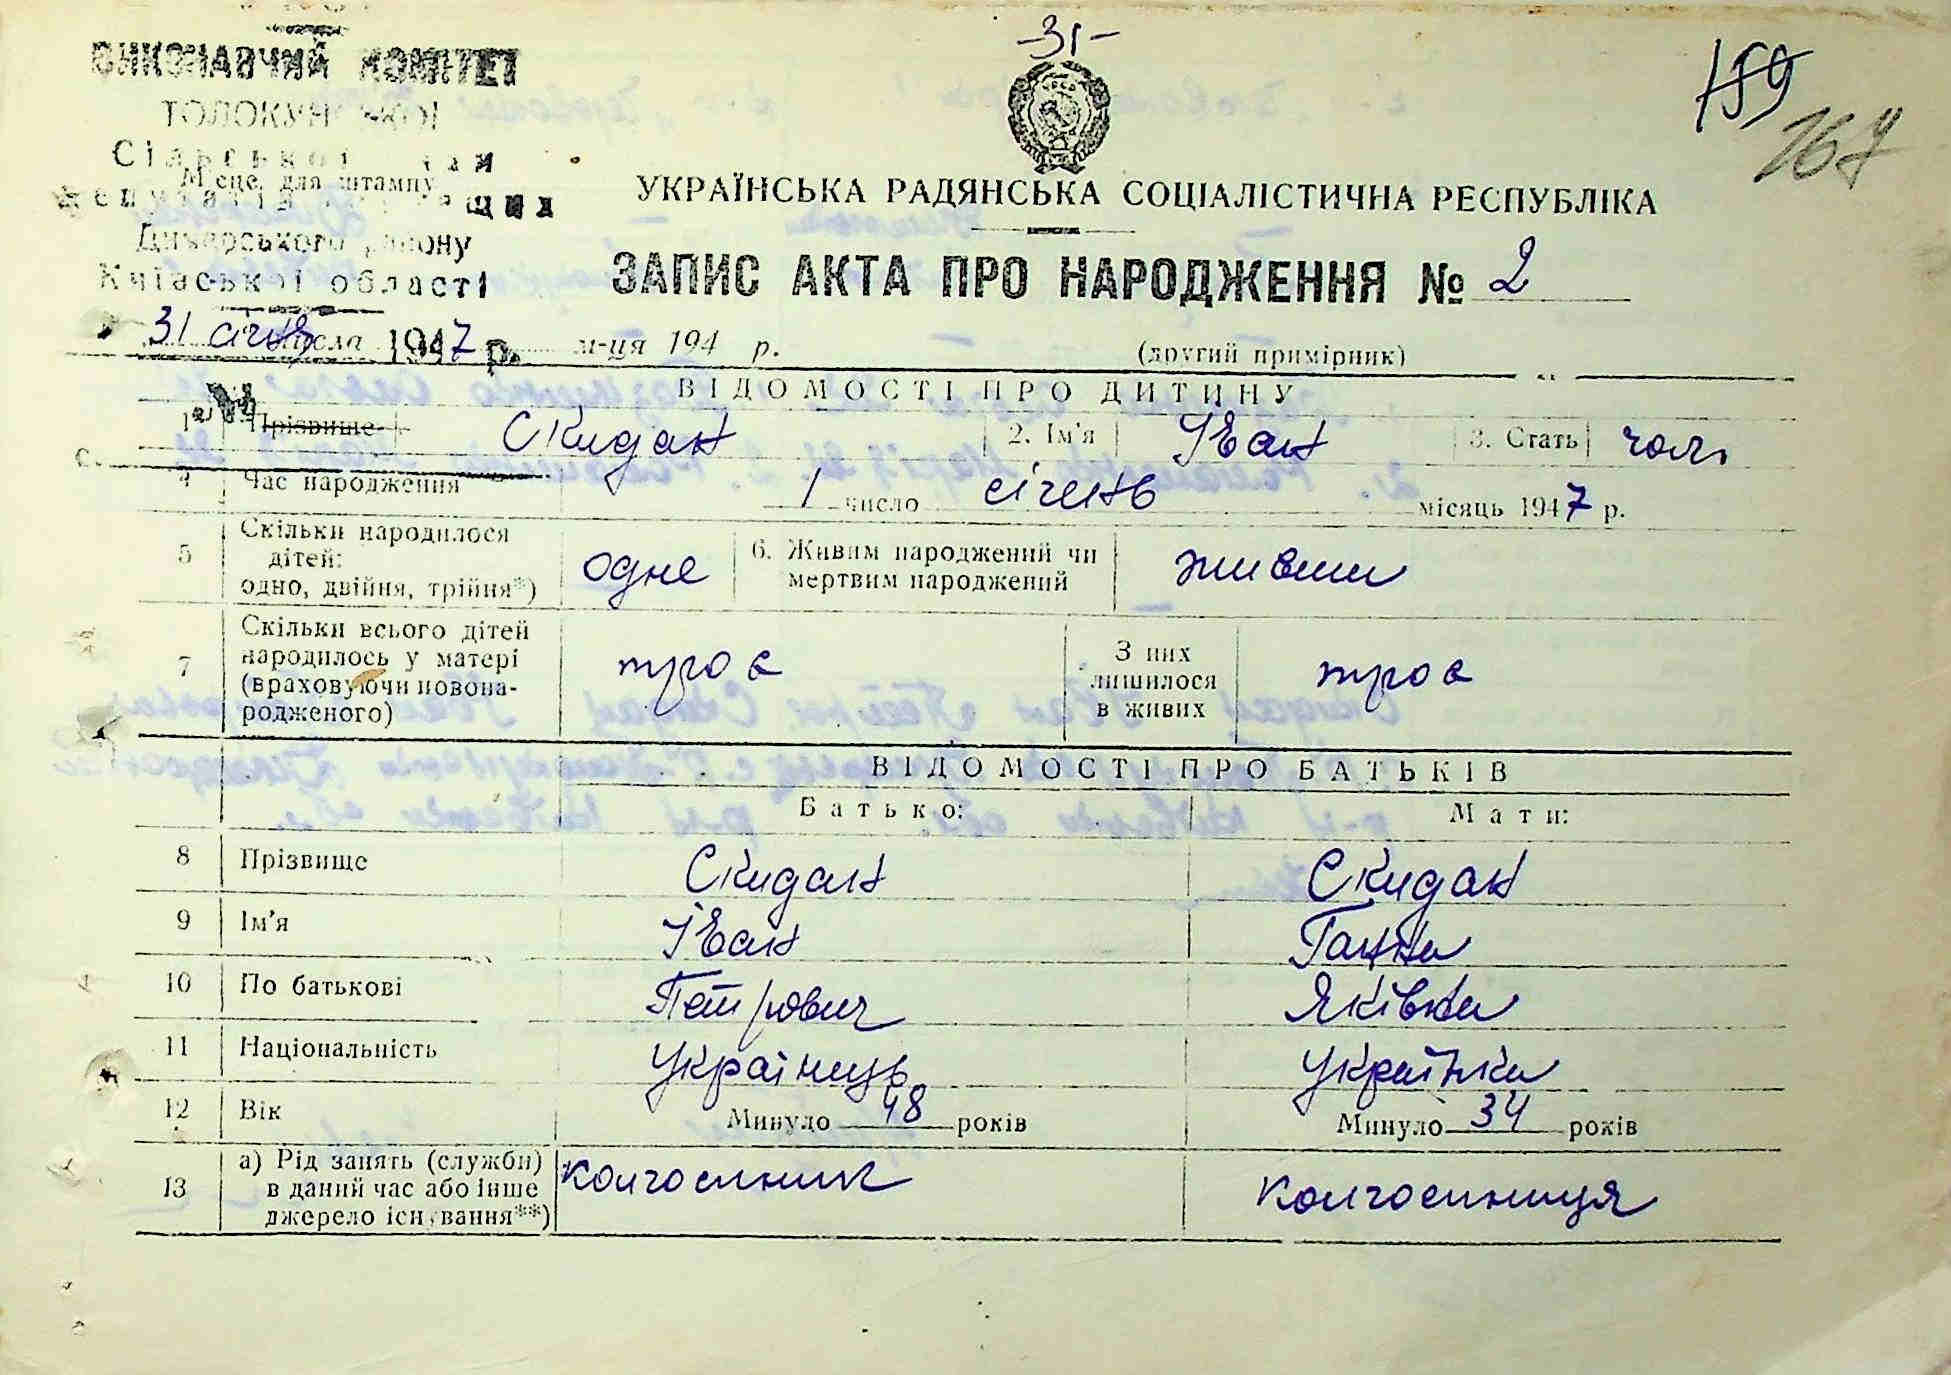 -31-
159
167
ВИКОНАВЧИЙ КОМІТЕТ
Сільської
Місце для штампу
Димерського району
Київської області
31 січня 1947 р. м-ця 194 р.
УКРАЇНСЬКА РАДЯНСЬКА СОЦІАЛІСТИЧНА РЕСПУБЛІКА
ЗАПИС АКТА ПРО НАРОДЖЕННЯ № 2
(другий примірник)
ВІДОМОСТІ ПРО ДИТИНУ
1 Прізвище Скидан 2. Ім'я Іван 3. Стать чол.
4 Час народження 1 число січень місяць 1947 р.
5 Скільки народилося дітей: одно, двійня, трійня*) одне 6. Живим народжений чи мертвим народжений живим
7 Скільки всього дітей народилось у матері (враховуючи новонародженого) троє З них лишилося в живих троє
ВІДОМОСТІ ПРО БАТЬКІВ
Батько: Мати:
8 Прізвище Скидан Скидан
9 Ім'я Іван Ганна
10 По батькові Петрович Яківна
11 Національність Українець Українка
12 Вік Минуло 48 років Минуло 34 років
13 а) Рід занять (служби) в даний час або інше джерело існування**) колгоспник колгоспниця